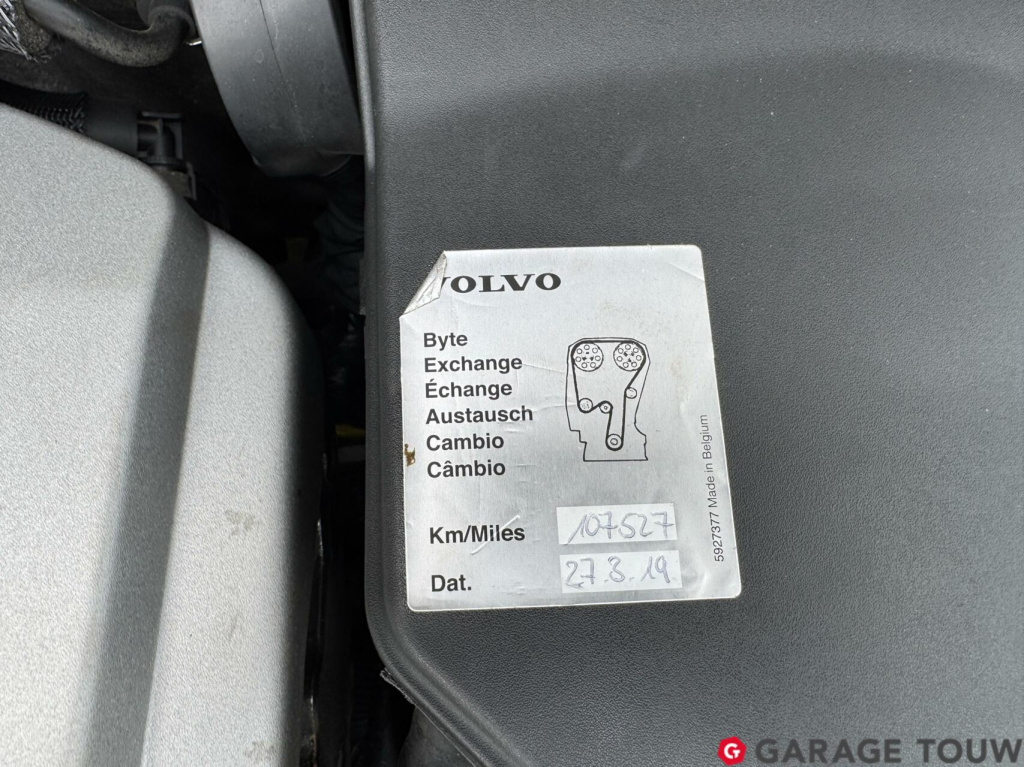 VOLVO
Byte
Exchange
Échange
Austausch
Cambio
Câmbio
Km/Miles 107527
Dat. 27.3.19
5927377 Made in Belgium
GARAGE TOUW